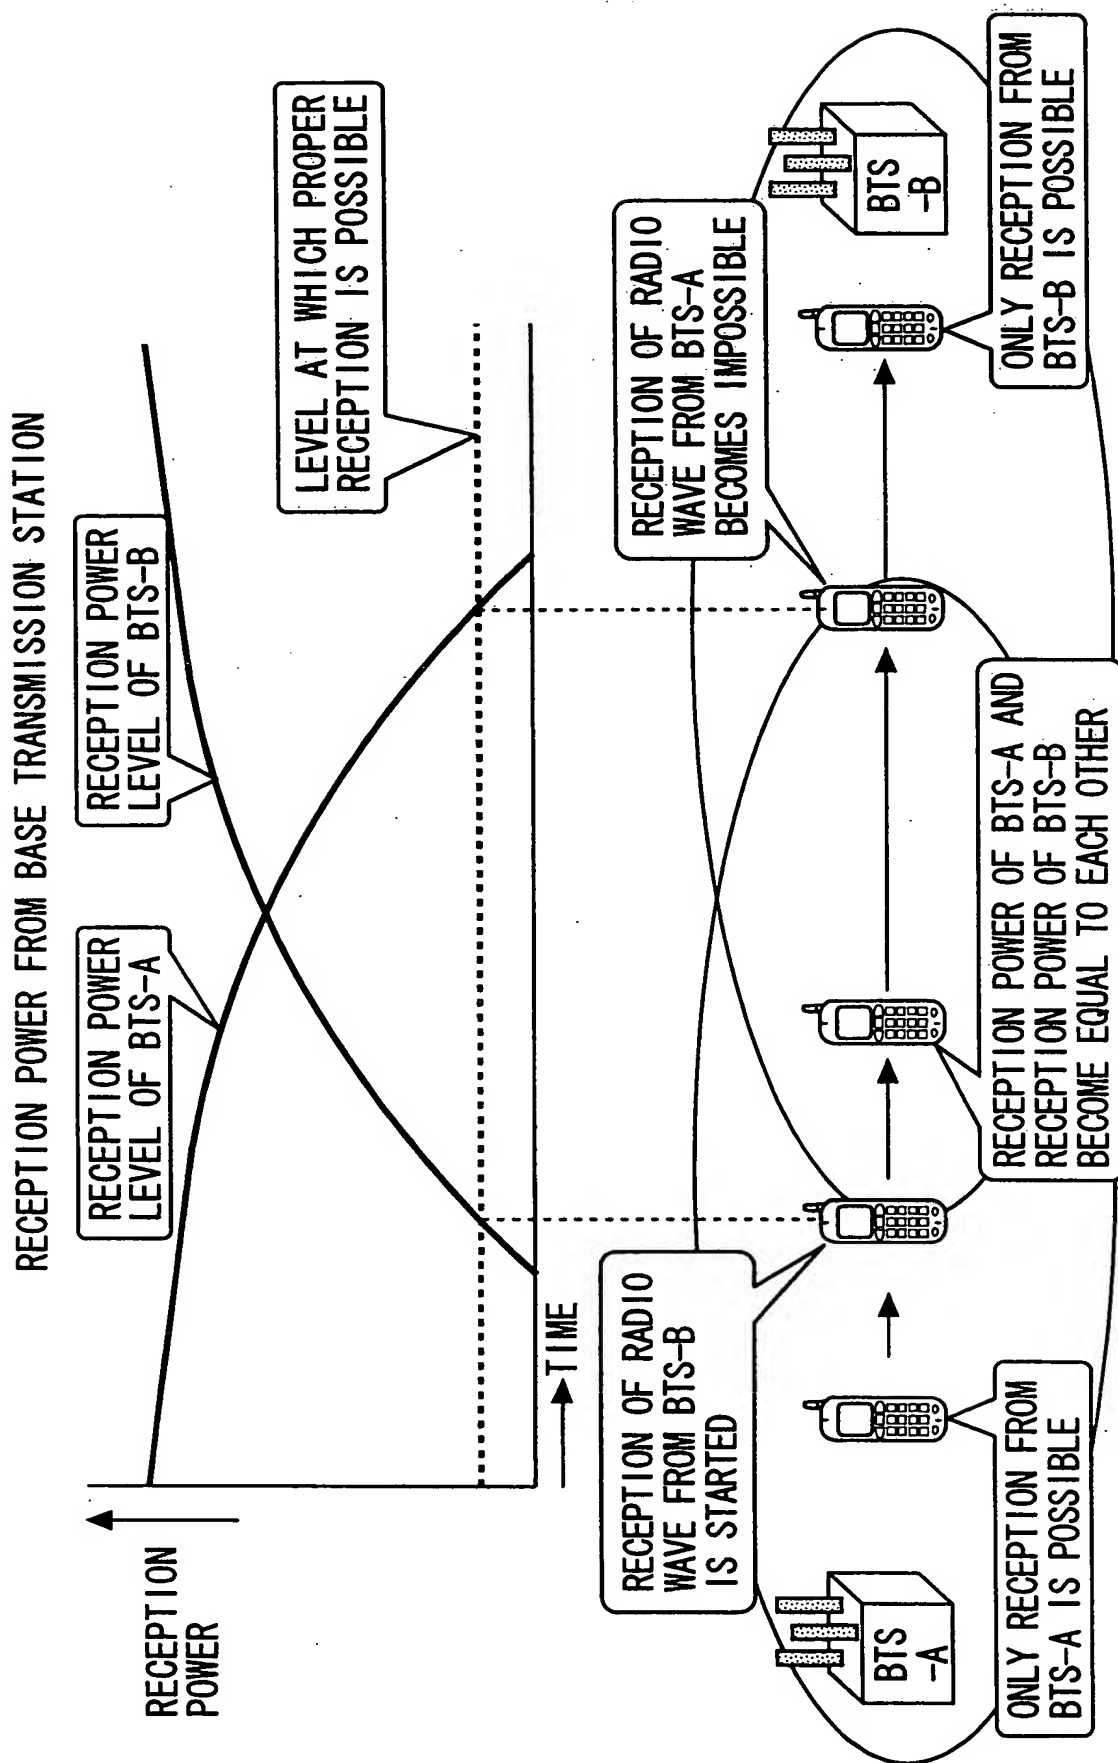 RECEPTION POWER FROM BASE TRANSMISSION STATION
RECEPTION
POWER
RECEPTION POWER
LEVEL OF BTS-A
RECEPTION POWER
LEVEL OF BTS-B
LEVEL AT WHICH PROPER
RECEPTION IS POSSIBLE
TIME
RECEPTION OF RADIO
WAVE FROM BTS-B
IS STARTED
RECEPTION OF RADIO
WAVE FROM BTS-A
BECOMES IMPOSSIBLE
BTS
-A
BTS
-B
ONLY RECEPTION FROM
BTS-A IS POSSIBLE
RECEPTION POWER OF BTS-A AND
RECEPTION POWER OF BTS-B
BECOME EQUAL TO EACH OTHER
ONLY RECEPTION FROM
BTS-B IS POSSIBLE